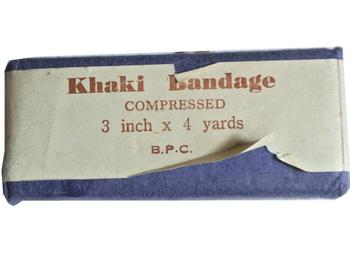 Khaki Bandage
COMPRESSED
3 inch x 4 yards
B.P.C.